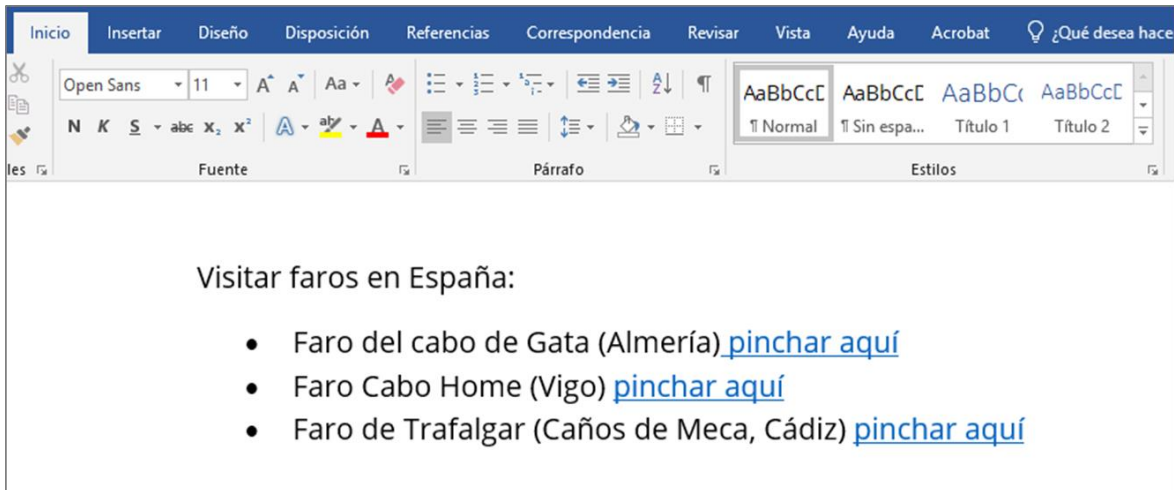 Inicio Insertar Diseño Disposición Referencias Correspondencia Revisar Vista Ayuda Acrobat ¿Qué desea hace
Open Sans 11 A A Aa
N K S abc x₂ x² A aby A
AaBbCcD AaBbCcD AaBbCc AaBbCcD
¶ Normal ¶ Sin espa... Título 1 Título 2
les Fuente Párrafo Estilos
Visitar faros en España:
• Faro del cabo de Gata (Almería) pinchar aquí
• Faro Cabo Home (Vigo) pinchar aquí
• Faro de Trafalgar (Caños de Meca, Cádiz) pinchar aquí